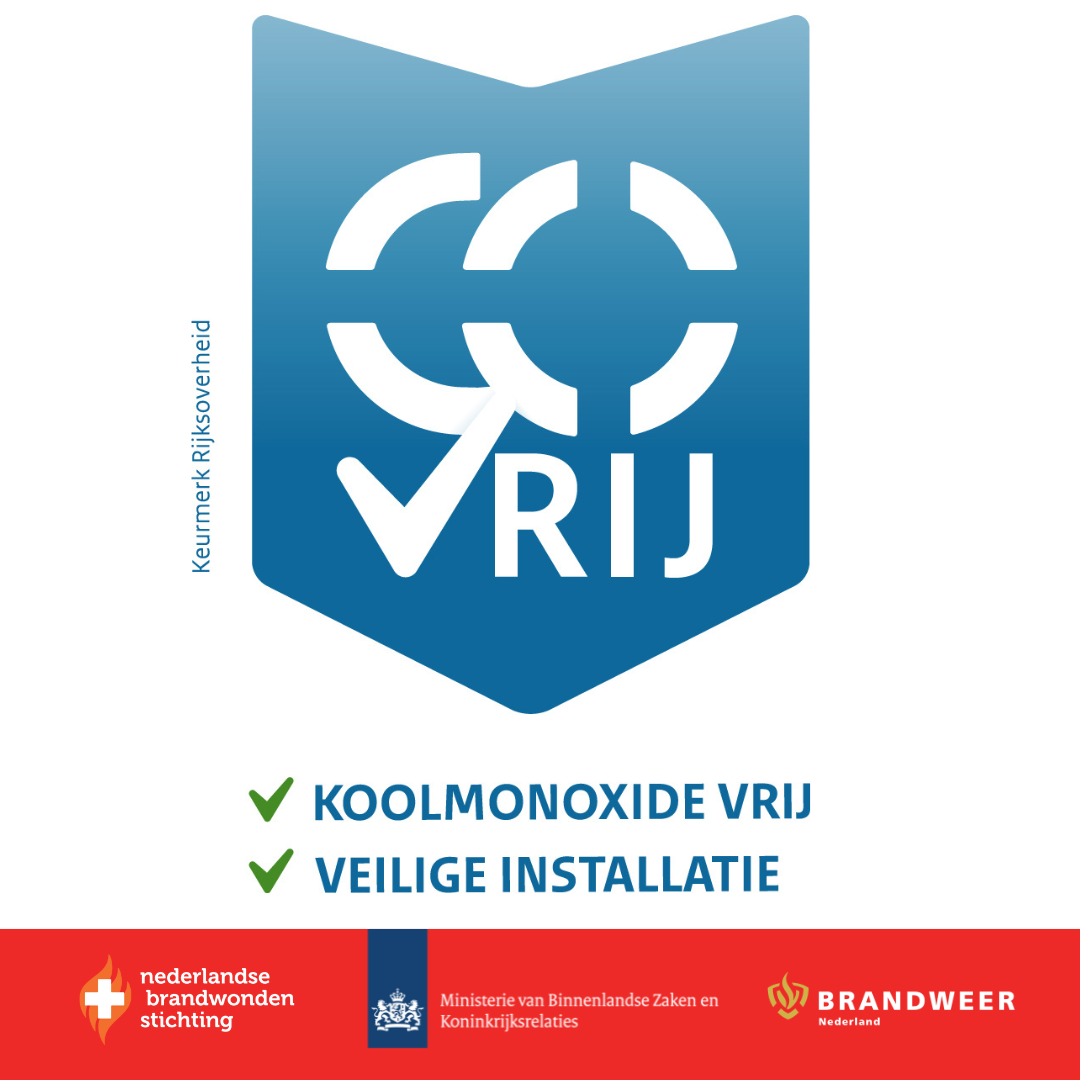 CO
VRIJ
Keurmerk Rijksoverheid
KOOLMONOXIDE VRIJ
VEILIGE INSTALLATIE
nederlandse
brandwonden
stichting
Ministerie van Binnenlandse Zaken en
Koninkrijksrelaties
BRANDWEER
Nederland